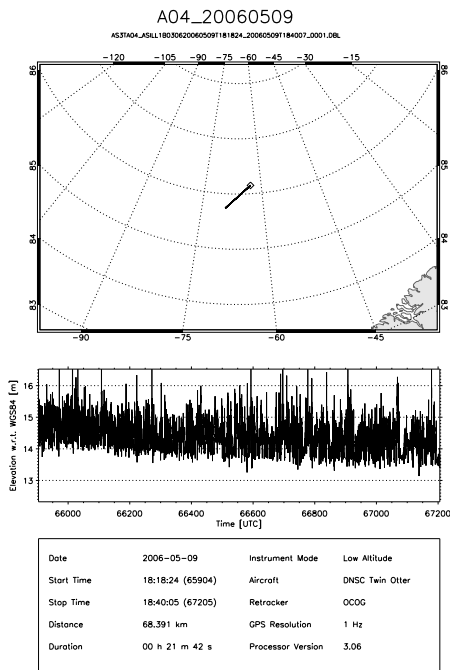 A04_20060509
AS3TA04_ASILL1B030620060509T181824_20060509T184007_0001.DBL
-120 -105 -90 -75 -60 -45 -30 -15
86 86
85 85
84 84
83 83
-90 -75 -60 -45
Elevation w.r.t. WGS84 [m]
16
15
14
13
66000 66200 66400 66600 66800 67000 67200
Time [UTC]
Date 2006-05-09 Instrument Mode Low Altitude
Start Time 18:18:24 (65904) Aircraft DNSC Twin Otter
Stop Time 18:40:05 (67205) Retracker OCOG
Distance 68.391 km GPS Resolution 1 Hz
Duration 00 h 21 m 42 s Processor Version 3.06